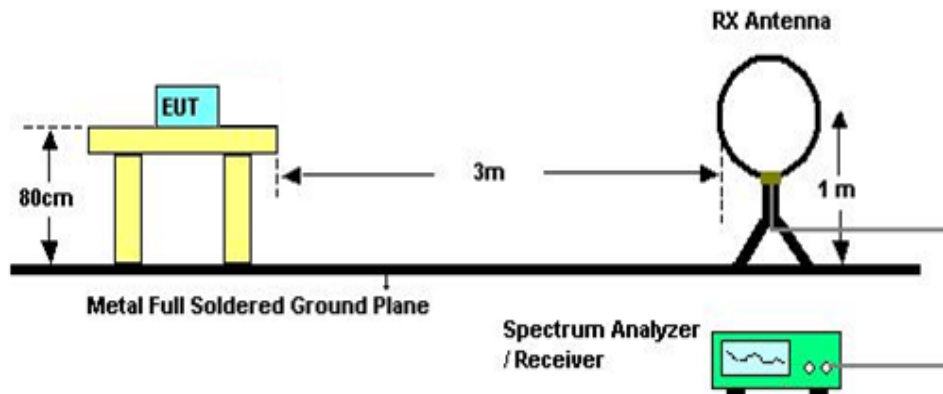 RX Antenna
EUT
80cm
3m
1 m
Metal Full Soldered Ground Plane
Spectrum Analyzer
/ Receiver